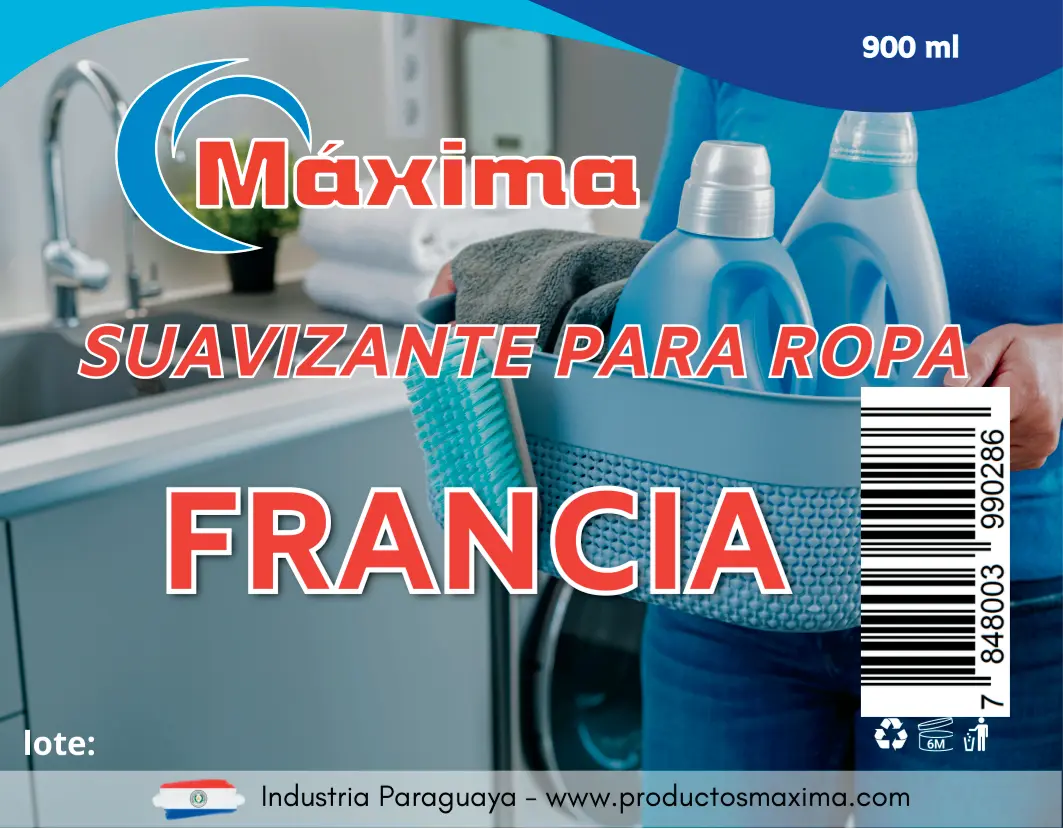 900 ml
Máxima
SUAVIZANTE PARA ROPA
FRANCIA
7 848003 990286
lote:
6M
Industria Paraguaya - www.productosmaxima.com